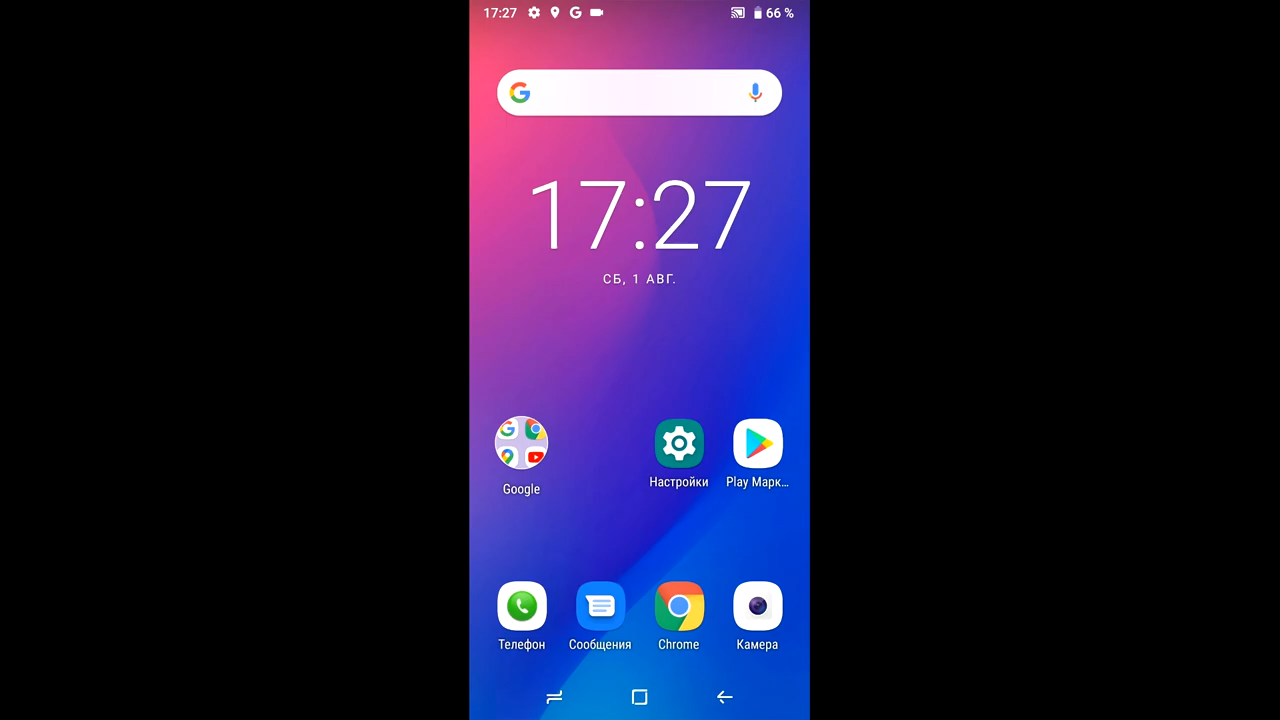 17:27 66 %
17:27
СБ, 1 АВГ.
Google Настройки Play Марк…
Телефон Сообщения Chrome Камера